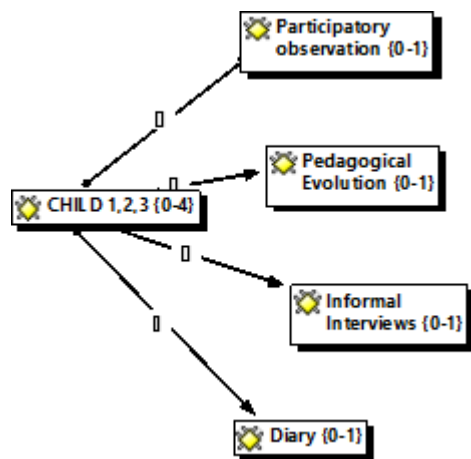 Participatory
observation {0-1}
Pedagogical
Evolution {0-1}
CHILD 1,2,3 {0-4}
Informal
Interviews {0-1}
Diary {0-1}